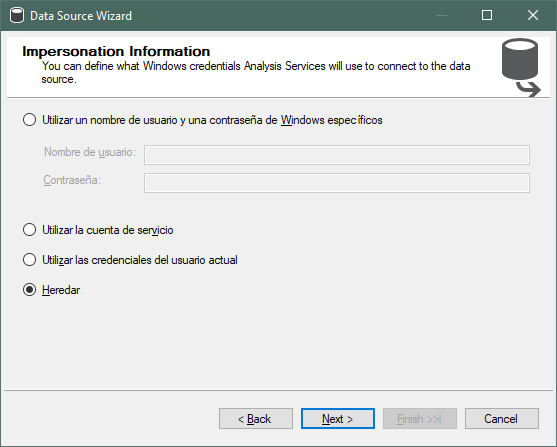 Data Source Wizard
Impersonation Information
You can define what Windows credentials Analysis Services will use to connect to the data
source.
Utilizar un nombre de usuario y una contraseña de Windows específicos
Nombre de usuario:
Contraseña:
Utilizar la cuenta de servicio
Utilizar las credenciales del usuario actual
Heredar
< Back
Next >
Finish >>|
Cancel